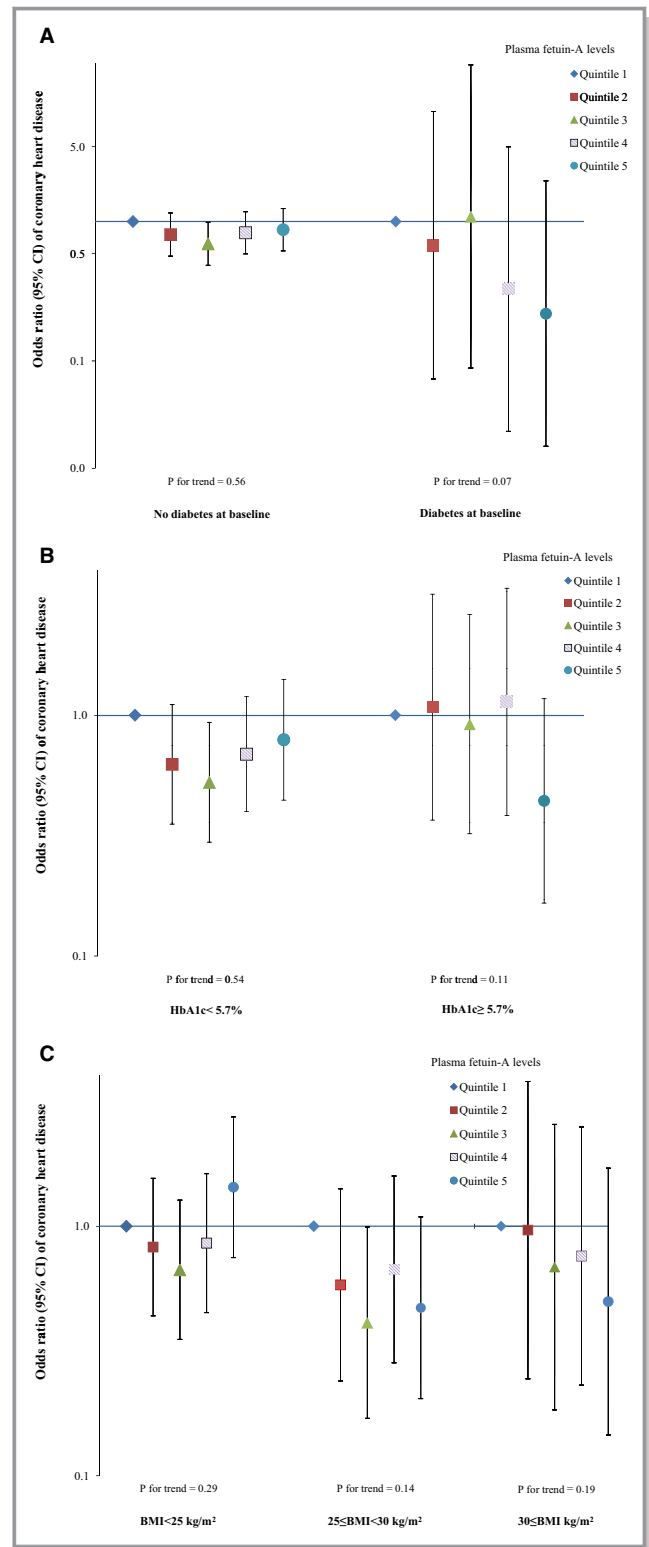 A
Plasma fetuin-A levels
Quintile 1
Quintile 2
Quintile 3
Quintile 4
Quintile 5
Odds ratio (95% CI) of coronary heart disease
5.0
0.5
0.1
0.0
P for trend = 0.56
P for trend = 0.07
No diabetes at baseline
Diabetes at baseline
B
Plasma fetuin-A levels
Quintile 1
Quintile 2
Quintile 3
Quintile 4
Quintile 5
Odds ratio (95% CI) of coronary heart disease
1.0
0.1
P for trend = 0.54
P for trend = 0.11
HbA1c< 5.7%
HbA1c≥ 5.7%
C
Plasma fetuin-A levels
Quintile 1
Quintile 2
Quintile 3
Quintile 4
Quintile 5
Odds ratio (95% CI) of coronary heart disease
1.0
0.1
P for trend = 0.29
P for trend = 0.14
P for trend = 0.19
BMI<25 kg/m²
25≤BMI<30 kg/m²
30≤BMI kg/m²